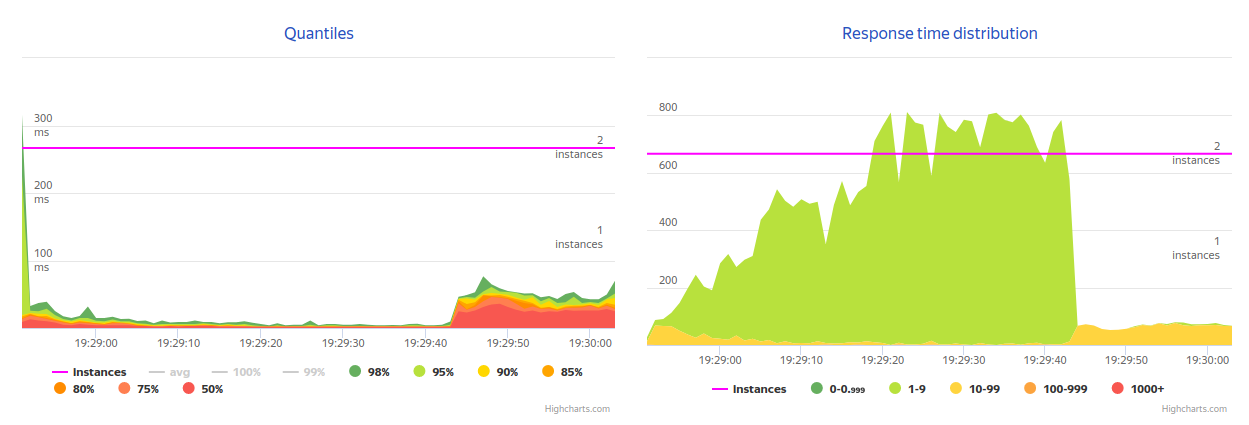 Quantiles
300
ms
2
instances
200
ms
1
instances
100
ms
19:29:00 19:29:10 19:29:20 19:29:30 19:29:40 19:29:50 19:30:00
Instances avg 100% 99% 98% 95% 90% 85%
80% 75% 50%
Highcharts.com
Response time distribution
800
2
instances
600
400
1
instances
200
19:29:00 19:29:10 19:29:20 19:29:30 19:29:40 19:29:50 19:30:00
Instances 0-0.999 1-9 10-99 100-999 1000+
Highcharts.com